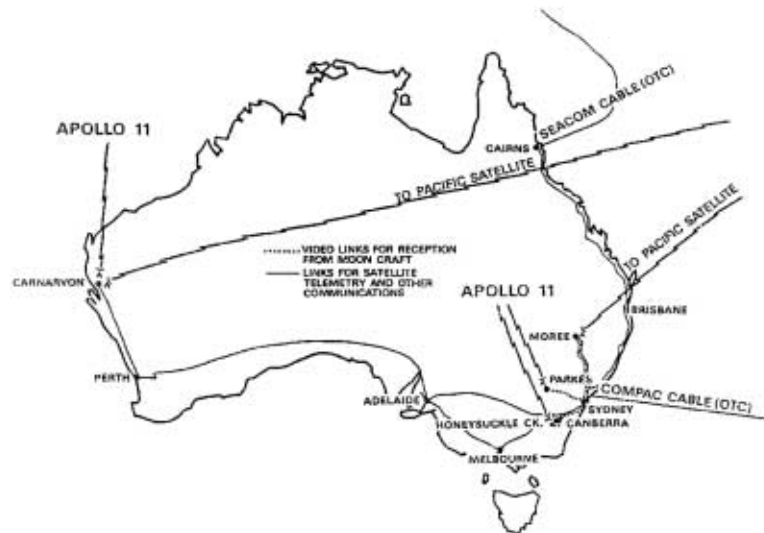 SEACOM CABLE (OTC)
APOLLO 11
CAIRNS
TO PACIFIC SATELLITE
TO PACIFIC SATELLITE
VIDEO LINKS FOR RECEPTION
FROM MOON CRAFT
LINKS FOR SATELLITE
TELEMETRY AND OTHER
COMMUNICATIONS
CARNARVON
APOLLO 11
BRISBANE
MOREE
PERTH
PARKES
COMPAC CABLE (OTC)
ADELAIDE
SYDNEY
HONEYSUCKLE CK.
CANBERRA
MELBOURNE